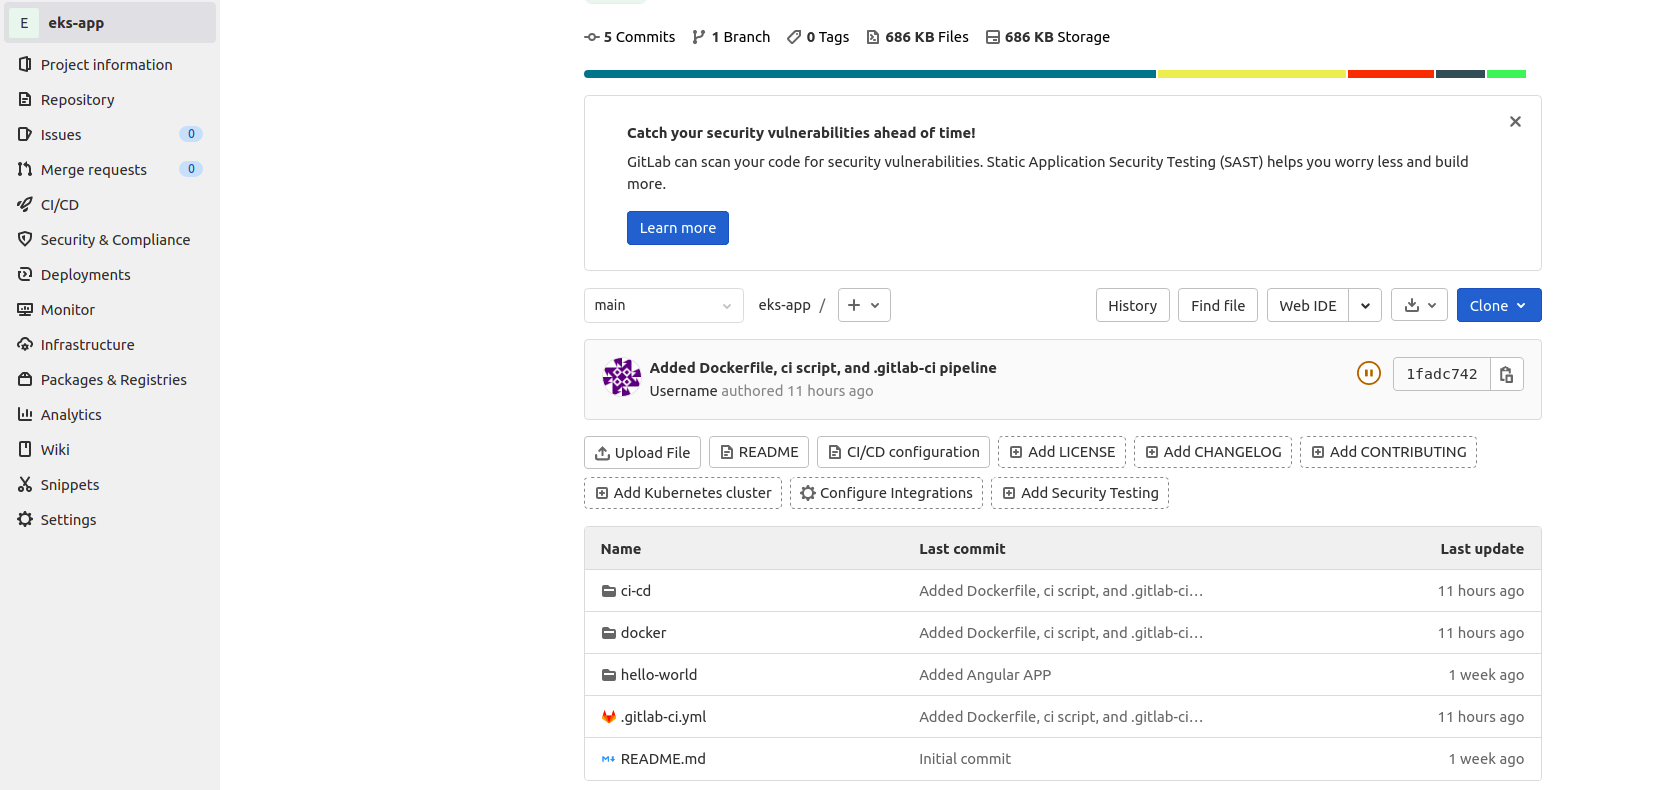 E eks-app
Project information
Repository
Issues 0
Merge requests 0
CI/CD
Security & Compliance
Deployments
Monitor
Infrastructure
Packages & Registries
Analytics
Wiki
Snippets
Settings
5 Commits 1 Branch 0 Tags 686 KB Files 686 KB Storage
Catch your security vulnerabilities ahead of time!
GitLab can scan your code for security vulnerabilities. Static Application Security Testing (SAST) helps you worry less and build
more.
Learn more
main eks-app / + History Find file Web IDE Clone
Added Dockerfile, ci script, and .gitlab-ci pipeline
Username authored 11 hours ago
1fadc742
Upload File README CI/CD configuration Add LICENSE Add CHANGELOG Add CONTRIBUTING
Add Kubernetes cluster Configure Integrations Add Security Testing
Name Last commit Last update
ci-cd Added Dockerfile, ci script, and .gitlab-ci… 11 hours ago
docker Added Dockerfile, ci script, and .gitlab-ci… 11 hours ago
hello-world Added Angular APP 1 week ago
.gitlab-ci.yml Added Dockerfile, ci script, and .gitlab-ci… 11 hours ago
README.md Initial commit 1 week ago